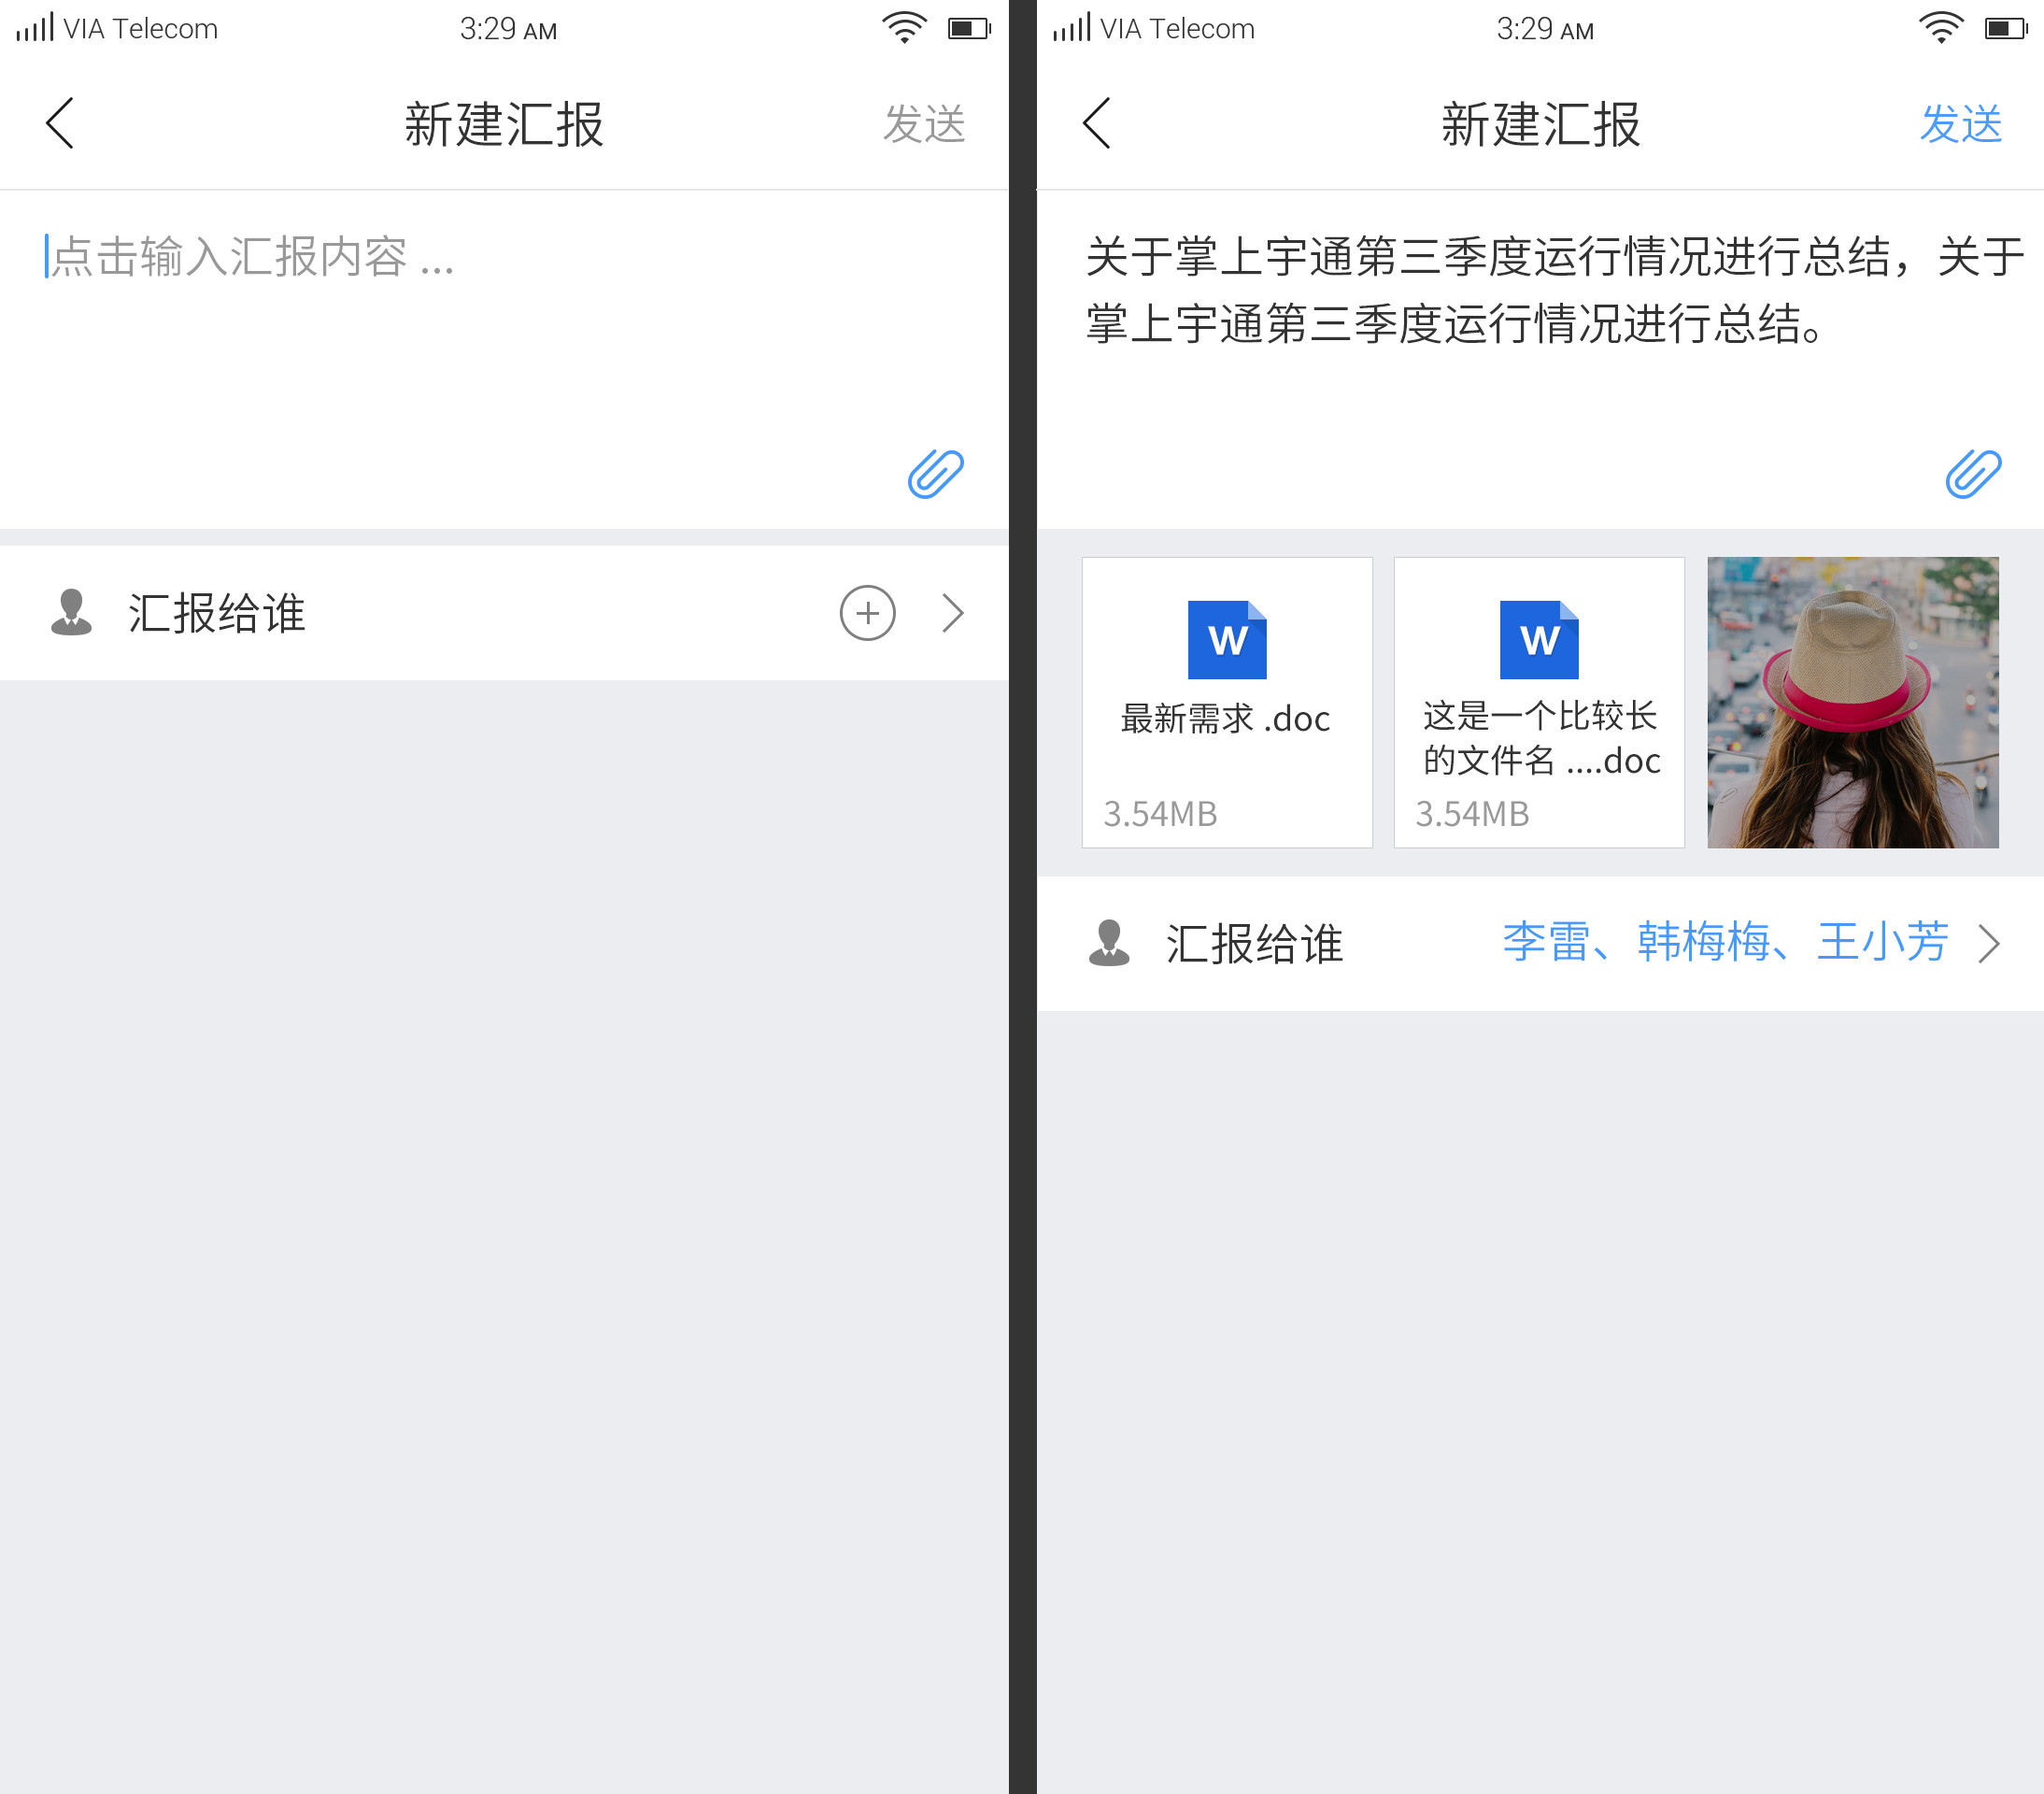 VIA Telecom 3:29 AM
新建汇报 发送
点击输入汇报内容 ...
汇报给谁
VIA Telecom 3:29 AM
新建汇报 发送
关于掌上宇通第三季度运行情况进行总结，关于
掌上宇通第三季度运行情况进行总结。
W
最新需求 .doc
3.54MB
W
这是一个比较长
的文件名 ....doc
3.54MB
汇报给谁 李雷、韩梅梅、王小芳